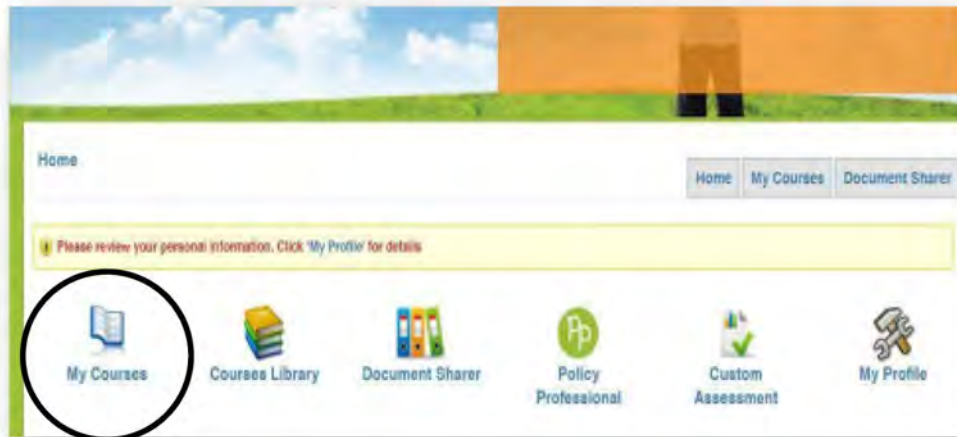 Home
Home My Courses Document Sharer
Please review your personal information. Click 'My Profile' for details
My Courses Courses Library Document Sharer Policy Professional Custom Assessment My Profile